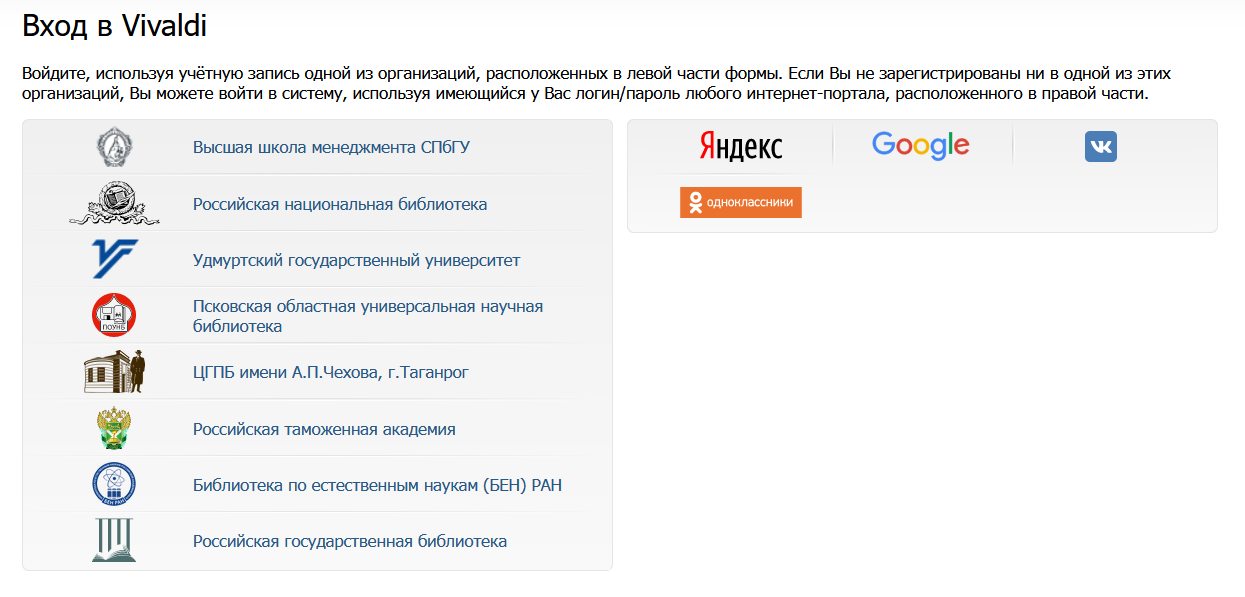 Вход в Vivaldi
Войдите, используя учётную запись одной из организаций, расположенных в левой части формы. Если Вы не зарегистрированы ни в одной из этих
организаций, Вы можете войти в систему, используя имеющийся у Вас логин/пароль любого интернет-портала, расположенного в правой части.
Высшая школа менеджмента СПбГУ
Российская национальная библиотека
Удмуртский государственный университет
ПОУНБ
Псковская областная универсальная научная
библиотека
ЦГПБ имени А.П.Чехова, г.Таганрог
Российская таможенная академия
Библиотека по естественным наукам (БЕН) РАН
Российская государственная библиотека
Яндекс
Google
одноклассники